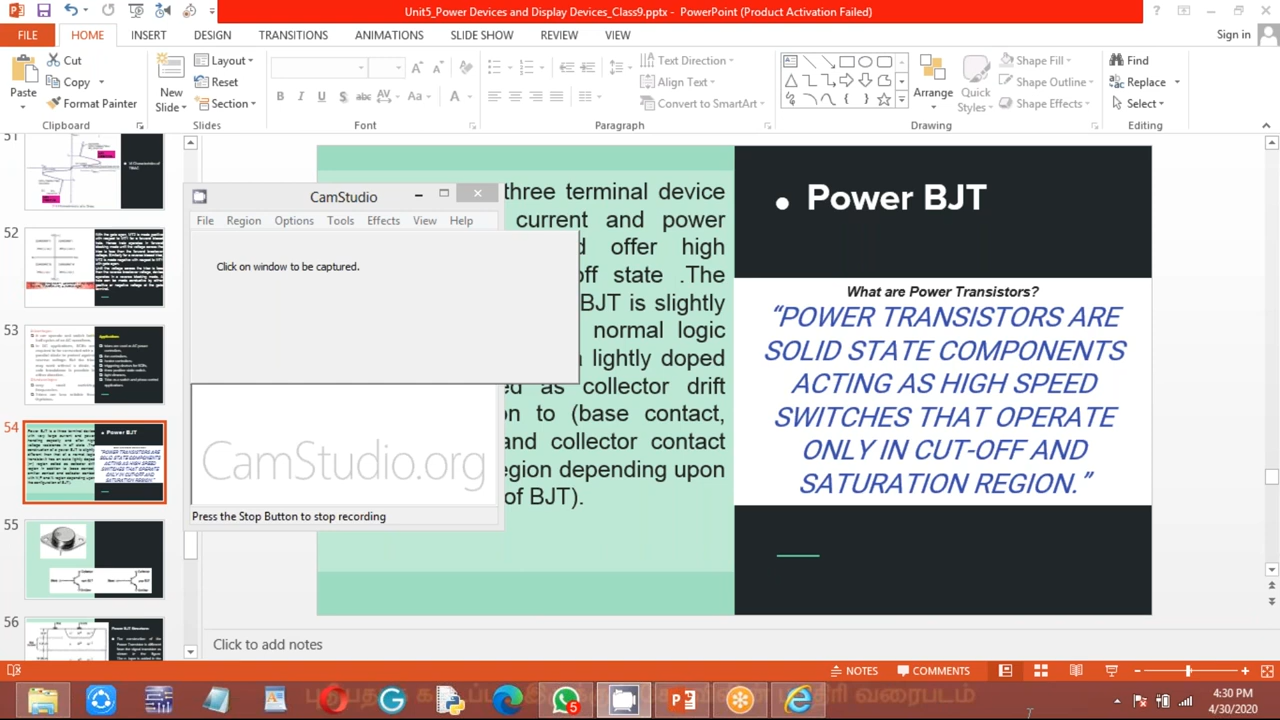 Unit5_Power Devices and Display Devices_Class9.pptx - PowerPoint (Product Activation Failed)
FILE HOME INSERT DESIGN TRANSITIONS ANIMATIONS SLIDE SHOW REVIEW VIEW Sign in
Cut
Copy
Format Painter
Paste
New
Slide
Layout
Reset
Section
Text Direction
Align Text
Convert to SmartArt
Arrange
Quick
Styles
Shape Fill
Shape Outline
Shape Effects
Find
Replace
Select
Clipboard Slides Font Paragraph Drawing Editing
51
52
53
54
55
56
CamStudio
File Region Options Tools Effects View Help
Click on window to be captured.
Press the Stop Button to stop recording
three terminal device
current and power
offer high
off state .The
BJT is slightly
normal logic
lightly doped
collector drift
on to (base contact,
and collector contact
region depending upon
of BJT).
• Power BJT
What are Power Transistors?
“POWER TRANSISTORS ARE
SOLID STATE COMPONENTS
ACTING AS HIGH SPEED
SWITCHES THAT OPERATE
ONLY IN CUT-OFF AND
SATURATION REGION.”
Click to add notes
NOTES COMMENTS
5
4:30 PM
4/30/2020